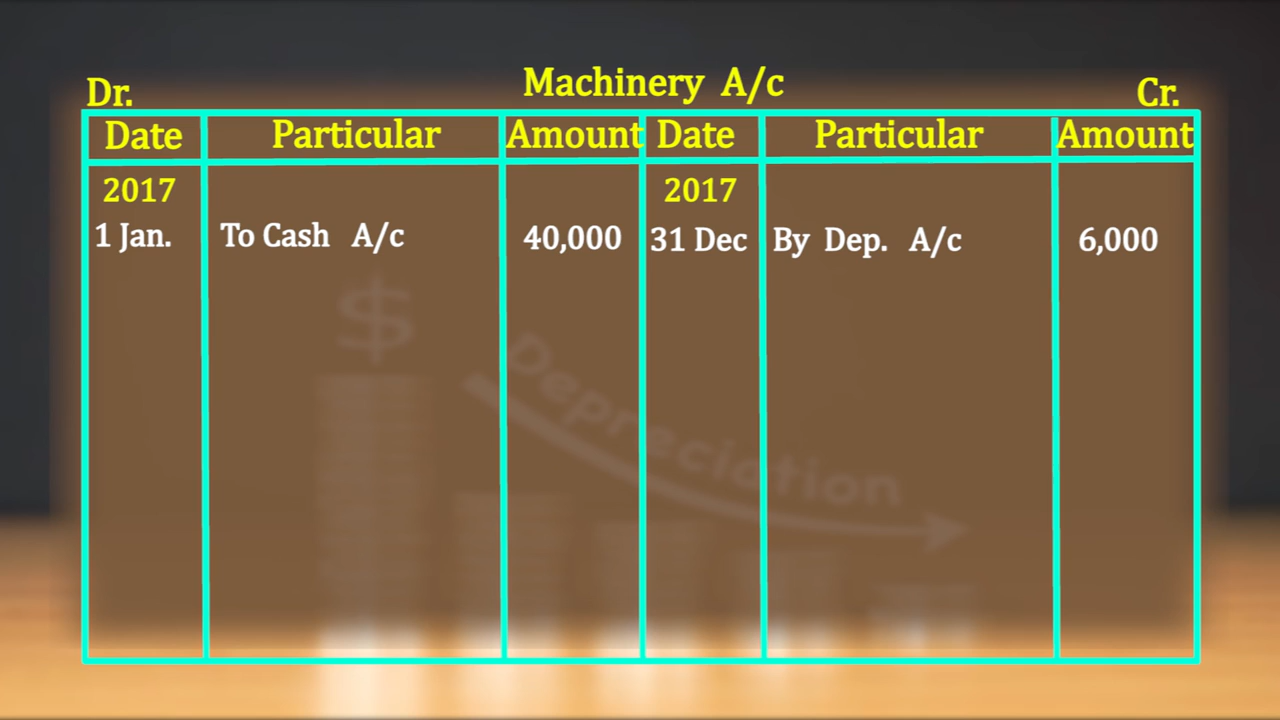 Machinery A/c
Dr. Cr.
Date Particular Amount Date Particular Amount
2017 2017
1 Jan. To Cash A/c 40,000 31 Dec By Dep. A/c 6,000
$
Depreciation